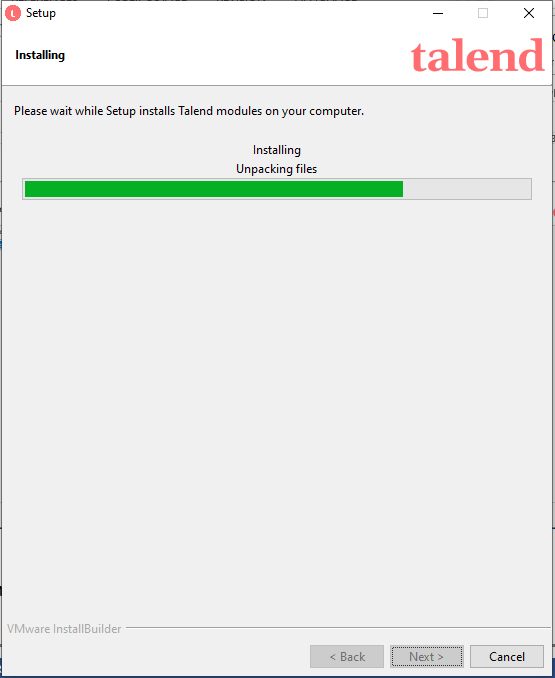 Setup
Installing
talend
Please wait while Setup installs Talend modules on your computer.
Installing
Unpacking files
VMware InstallBuilder
< Back
Next >
Cancel